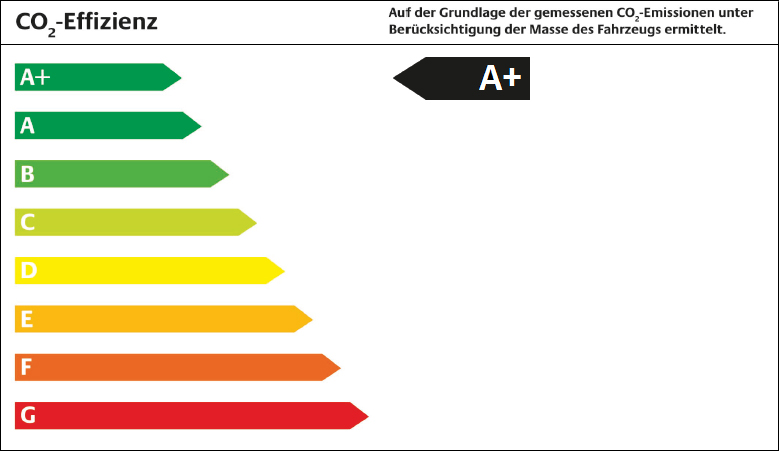 CO₂-Effizienz
Auf der Grundlage der gemessenen CO₂-Emissionen unter
Berücksichtigung der Masse des Fahrzeugs ermittelt.
A+
A+
A
B
C
D
E
F
G